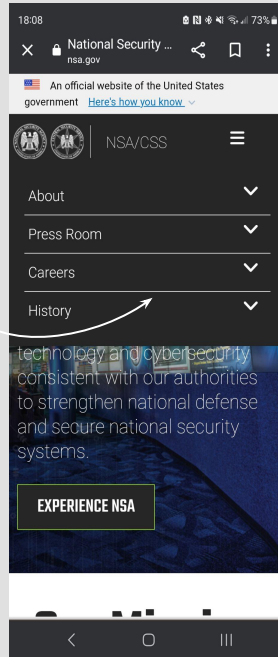 18:08
73%
National Security ...
nsa.gov
An official website of the United States
government Here's how you know
NSA/CSS
About
Press Room
Careers
History
technology and cybersecurity
consistent with our authorities
to strengthen national defense
and secure national security
systems.
EXPERIENCE NSA